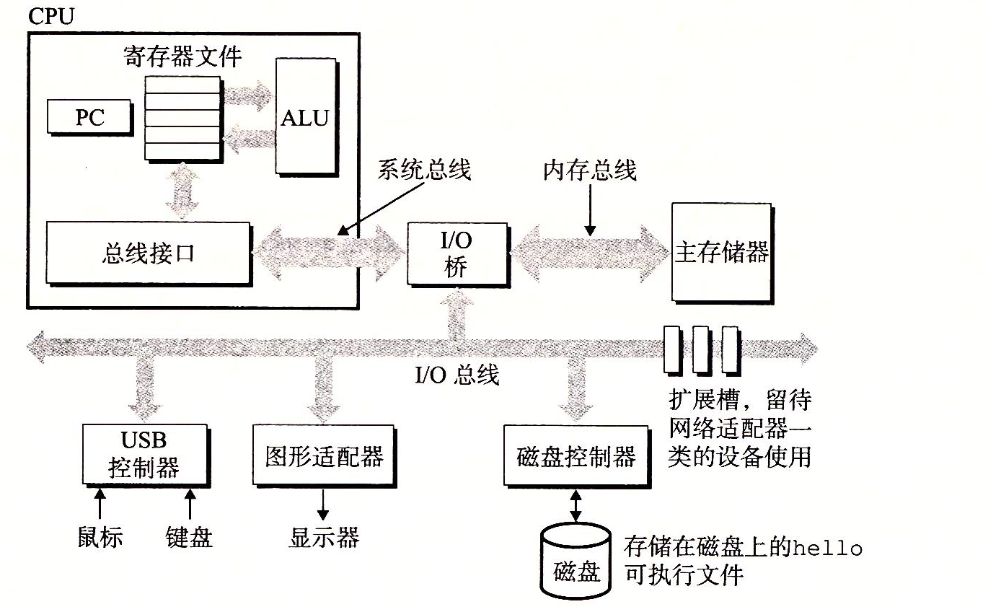 CPU
寄存器文件
PC
ALU
系统总线
内存总线
总线接口
I/O
桥
主存储器
I/O 总线
扩展槽，留待
网络适配器一
类的设备使用
USB
控制器
图形适配器
磁盘控制器
鼠标
键盘
显示器
磁盘
存储在磁盘上的hello
可执行文件